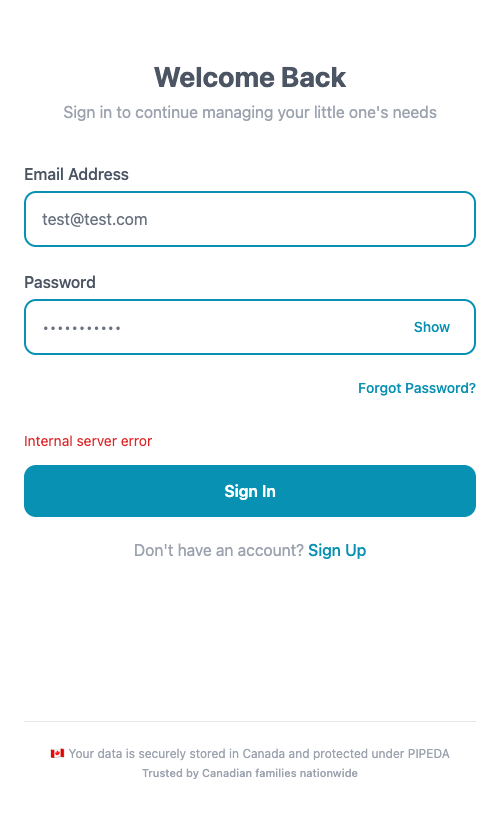 Welcome Back
Sign in to continue managing your little one's needs
Email Address
test@test.com
Password
•••••••••••
Show
Forgot Password?
Internal server error
Sign In
Don't have an account? Sign Up
🇨🇦 Your data is securely stored in Canada and protected under PIPEDA
Trusted by Canadian families nationwide